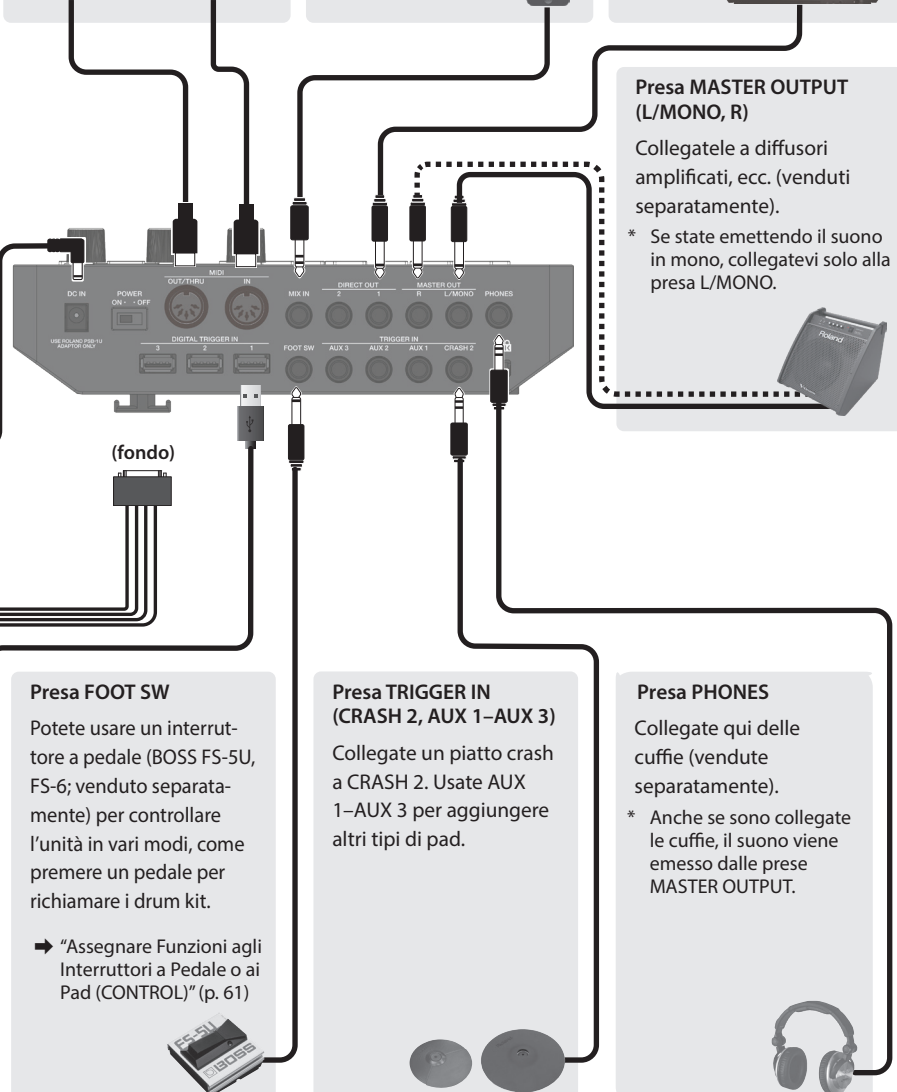 Presa MASTER OUTPUT
(L/MONO, R)
Collegatele a diffusori
amplificati, ecc. (venduti
separatamente).
* Se state emettendo il suono
in mono, collegatevi solo alla
presa L/MONO.
Roland
MIDI
OUT/THRU IN
DC IN
POWER
ON OFF
MIX IN
DIRECT OUT
2 1
MASTER OUT
R L/MONO
PHONES
USE ROLAND PSB-1U
ADAPTOR ONLY
DIGITAL TRIGGER IN
3 2 1
FOOT SW
TRIGGER IN
AUX 3 AUX 2 AUX 1 CRASH 2
(fondo)
Presa FOOT SW
Potete usare un interrut-
tore a pedale (BOSS FS-5U,
FS-6; venduto separata-
mente) per controllare
l’unità in vari modi, come
premere un pedale per
richiamare i drum kit.
➡ “Assegnare Funzioni agli
Interruttori a Pedale o ai
Pad (CONTROL)” (p. 61)
FS-5U
BOSS
Presa TRIGGER IN
(CRASH 2, AUX 1–AUX 3)
Collegate un piatto crash
a CRASH 2. Usate AUX
1–AUX 3 per aggiungere
altri tipi di pad.
Presa PHONES
Collegate qui delle
cuffie (vendute
separatamente).
* Anche se sono collegate
le cuffie, il suono viene
emesso dalle prese
MASTER OUTPUT.